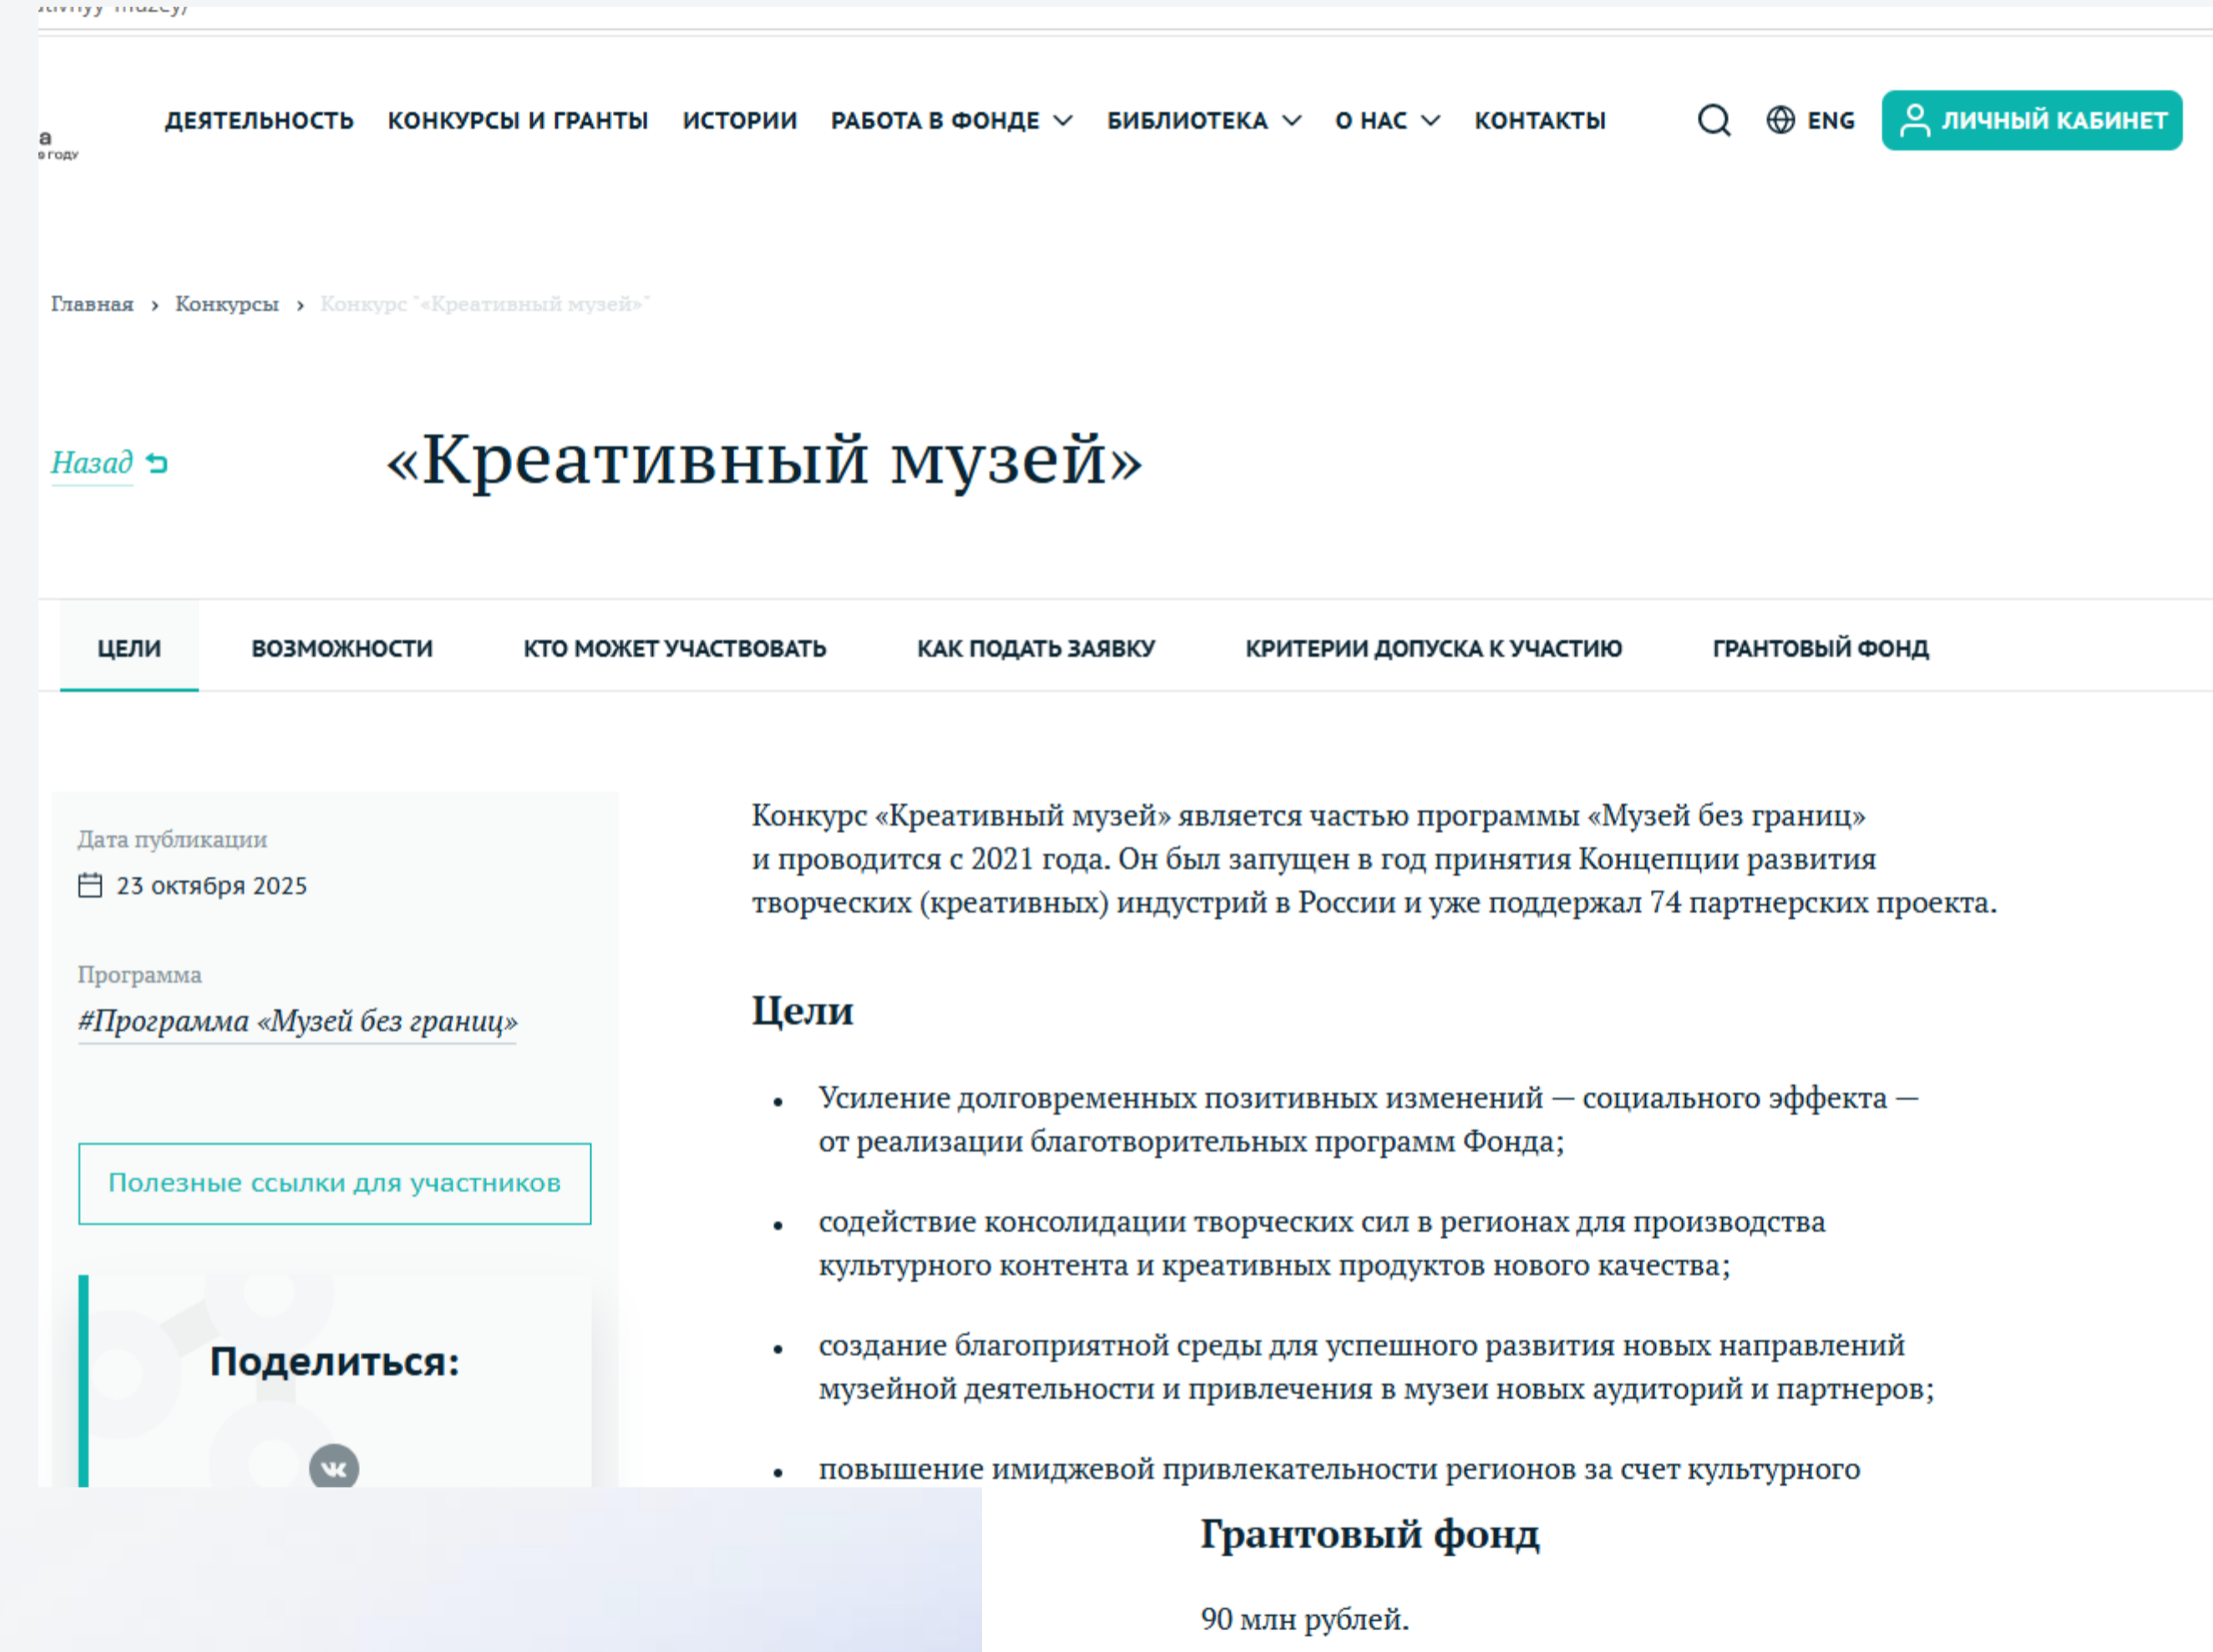 а
ДЕЯТЕЛЬНОСТЬ КОНКУРСЫ И ГРАНТЫ ИСТОРИИ РАБОТА В ФОНДЕ БИБЛИОТЕКА О НАС КОНТАКТЫ ENG ЛИЧНЫЙ КАБИНЕТ
году
Главная › Конкурсы › Конкурс "«Креативный музей»"
Назад
«Креативный музей»
ЦЕЛИ ВОЗМОЖНОСТИ КТО МОЖЕТ УЧАСТВОВАТЬ КАК ПОДАТЬ ЗАЯВКУ КРИТЕРИИ ДОПУСКА К УЧАСТИЮ ГРАНТОВЫЙ ФОНД
Дата публикации
23 октября 2025
Программа
#Программа «Музей без границ»
Полезные ссылки для участников
Поделиться:
Конкурс «Креативный музей» является частью программы «Музей без границ»
и проводится с 2021 года. Он был запущен в год принятия Концепции развития
творческих (креативных) индустрий в России и уже поддержал 74 партнерских проекта.
Цели
• Усиление долговременных позитивных изменений — социального эффекта —
от реализации благотворительных программ Фонда;
• содействие консолидации творческих сил в регионах для производства
культурного контента и креативных продуктов нового качества;
• создание благоприятной среды для успешного развития новых направлений
музейной деятельности и привлечения в музеи новых аудиторий и партнеров;
• повышение имиджевой привлекательности регионов за счет культурного
Грантовый фонд
90 млн рублей.